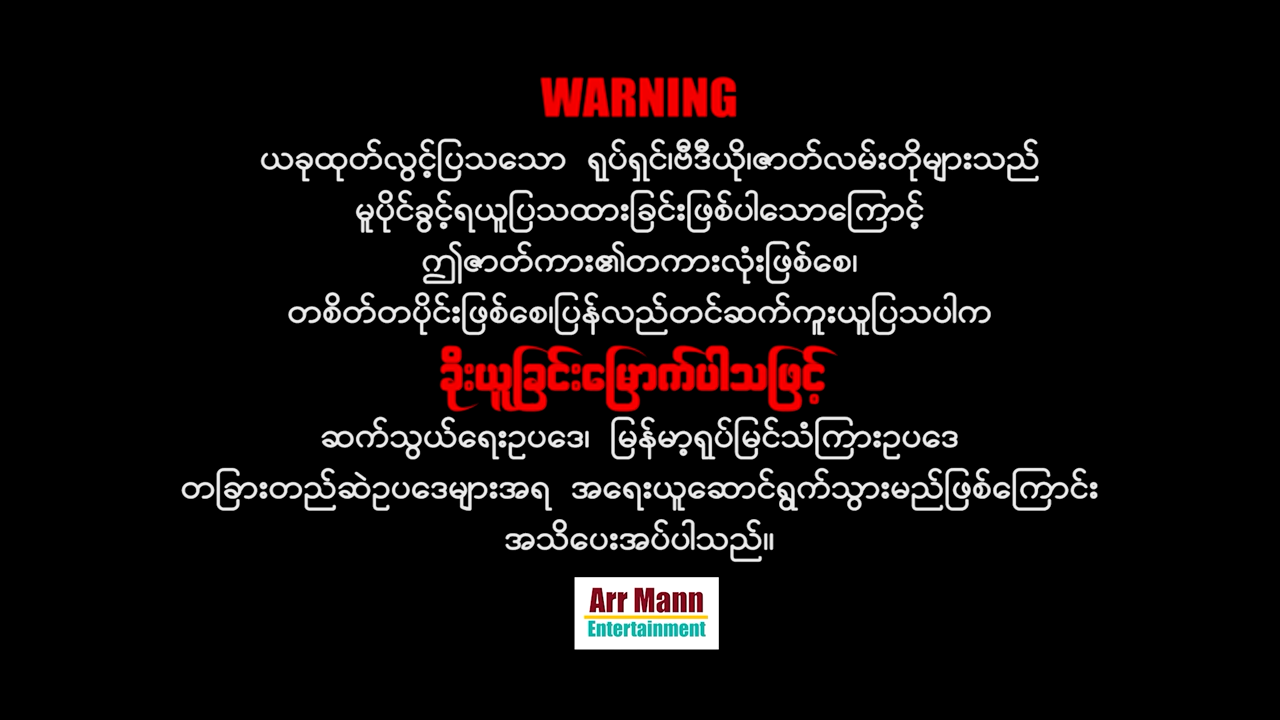 WARNING
ယခုထုတ်လွှင့်ပြသသော ရုပ်ရှင်၊ဗီဒီယို၊ဇာတ်လမ်းတိုများသည်
မူပိုင်ခွင့်ရယူပြသထားခြင်းဖြစ်ပါသောကြောင့်
ဤဇာတ်ကား၏တကားလုံးဖြစ်စေ၊
တစိတ်တပိုင်းဖြစ်စေ၊ပြန်လည်တင်ဆက်ကူးယူပြသပါက
ခိုးယူခြင်းမြောက်ပါသဖြင့်
ဆက်သွယ်ရေးဥပဒေ၊ မြန်မာ့ရုပ်မြင်သံကြားဥပဒေ
တခြားတည်ဆဲဥပဒေများအရ အရေးယူဆောင်ရွက်သွားမည်ဖြစ်ကြောင်း
အသိပေးအပ်ပါသည်။
Arr Mann
Entertainment